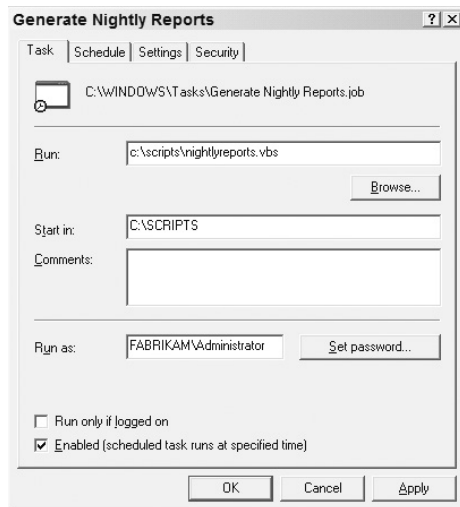 Generate Nightly Reports
Task Schedule Settings Security
C:\WINDOWS\Tasks\Generate Nightly Reports.job
Run: c:\scripts\nightlyreports.vbs
Browse...
Start in: C:\SCRIPTS
Comments:
Run as: FABRIKAM\Administrator Set password...
Run only if logged on
Enabled (scheduled task runs at specified time)
OK Cancel Apply